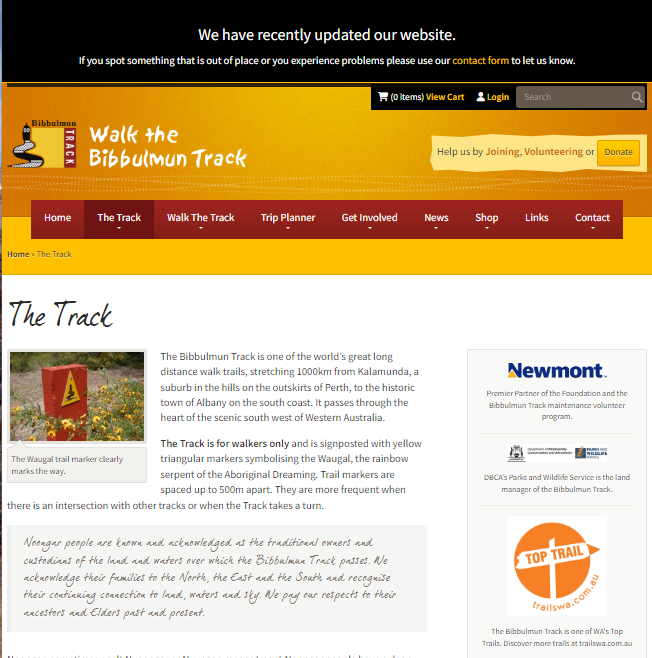 We have recently updated our website.
If you spot something that is out of place or you experience problems please use our contact form to let us know.
(0 items) View Cart
Login
Search
Bibbulmun
TRACK
Walk the
Bibbulmun Track
Help us by Joining, Volunteering or Donate
Home The Track Walk The Track Trip Planner Get Involved News Shop Links Contact
Home » The Track
The Track
The Waugal trail marker clearly
marks the way.
The Bibbulmun Track is one of the world's great long
distance walk trails, stretching 1000km from Kalamunda, a
suburb in the hills on the outskirts of Perth, to the historic
town of Albany on the south coast. It passes through the
heart of the scenic south west of Western Australia.
The Track is for walkers only and is signposted with yellow
triangular markers symbolising the Waugal, the rainbow
serpent of the Aboriginal Dreaming. Trail markers are
spaced up to 500m apart. They are more frequent when
there is an intersection with other tracks or when the Track takes a turn.
Noongar people are known and acknowledged as the traditional owners and
custodians of the land and waters over which the Bibbulmun Track passes. We
acknowledge their families to the North, the East and the South and recognise
their continuing connection to land, waters and sky. We pay our respects to their
ancestors and Elders past and present.
Newmont™
Premier Partner of the Foundation and the
Bibbulmun Track maintenance volunteer
program.
DBCA's Parks and Wildlife Service is the land
manager of the Bibbulmun Track.
TOP TRAIL
trailswa.com.au
The Bibbulmun Track is one of WA's Top
Trails. Discover more trails at trailswa.com.au